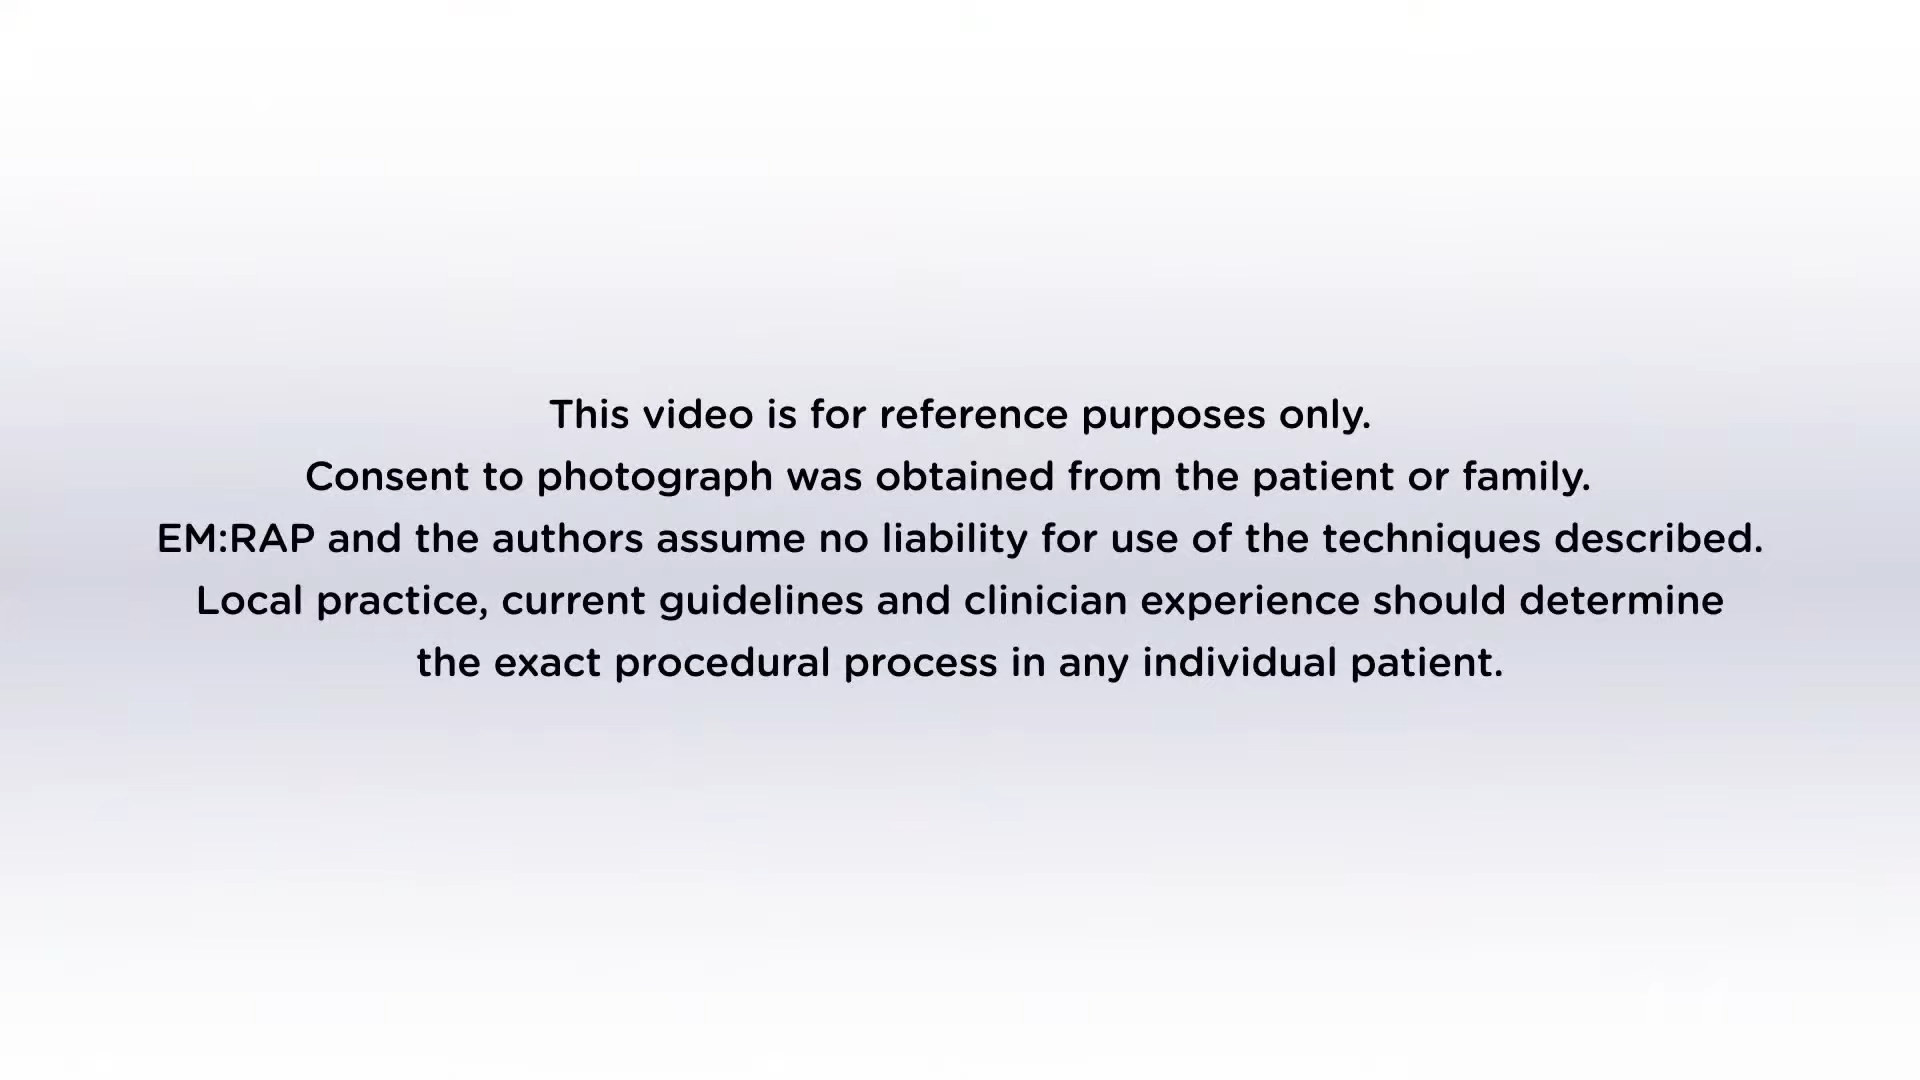 This video is for reference purposes only.
Consent to photograph was obtained from the patient or family.
EM:RAP and the authors assume no liability for use of the techniques described.
Local practice, current guidelines and clinician experience should determine
the exact procedural process in any individual patient.